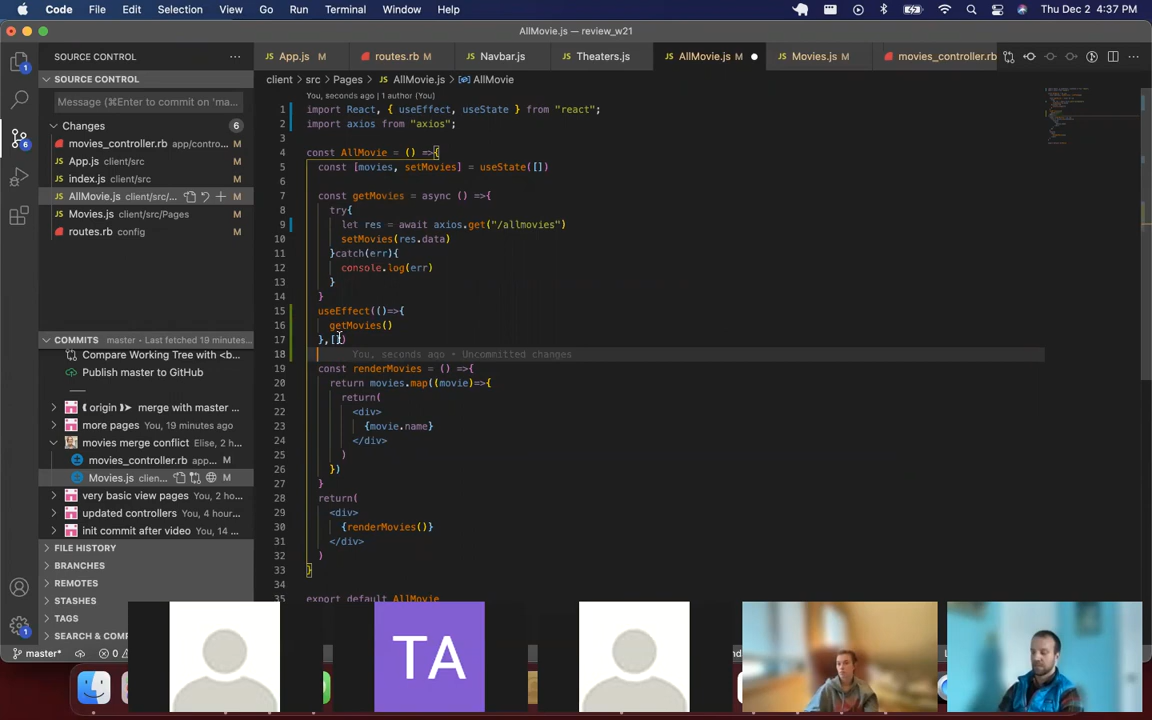 Code File Edit Selection View Go Run Terminal Window Help Thu Dec 2 4:37 PM
AllMovie.js — review_w21
SOURCE CONTROL
App.js M routes.rb M Navbar.js Theaters.js AllMovie.js M Movies.js M movies_controller.rb
client > src > Pages > AllMovie.js > AllMovie
SOURCE CONTROL
Message (⌘Enter to commit on 'ma...
Changes 6
movies_controller.rb app/contro... M
App.js client/src M
index.js client/src M
AllMovie.js client/src/... M
Movies.js client/src/Pages M
routes.rb config M
COMMITS master • Last fetched 19 minutes...
Compare Working Tree with <b...
Publish master to GitHub
origin merge with master ...
more papers You, 19 minutes ago
movies merge conflict Elise, 2 h...
movies_controller.rb app... M
Movies.js clien... M
very basic view pages You, 2 ho...
updated controllers You, 4 hour...
init commit after video You, 14 ...
FILE HISTORY
BRANCHES
REMOTES
STASHES
TAGS
SEARCH & COMP
master*
0
You, seconds ago | 1 author (You)
1 import React, { useEffect, useState } from "react";
2 import axios from "axios";
3
4 const AllMovie = () =>{
5 const [movies, setMovies] = useState([])
6
7 const getMovies = async () =>{
8 try{
9 let res = await axios.get("/allmovies")
10 setMovies(res.data)
11 }catch(err){
12 console.log(err)
13 }
14 }
15 useEffect(()=>{
16 getMovies()
17 },[])
18 You, seconds ago • Uncommitted changes
19 const renderMovies = () =>{
20 return movies.map((movie)=>{
21 return(
22 <div>
23 {movie.name}
24 </div>
25 )
26 })
27 }
28 return(
29 <div>
30 {renderMovies()}
31 </div>
32 )
33 }
34
35 export default AllMovie
TA